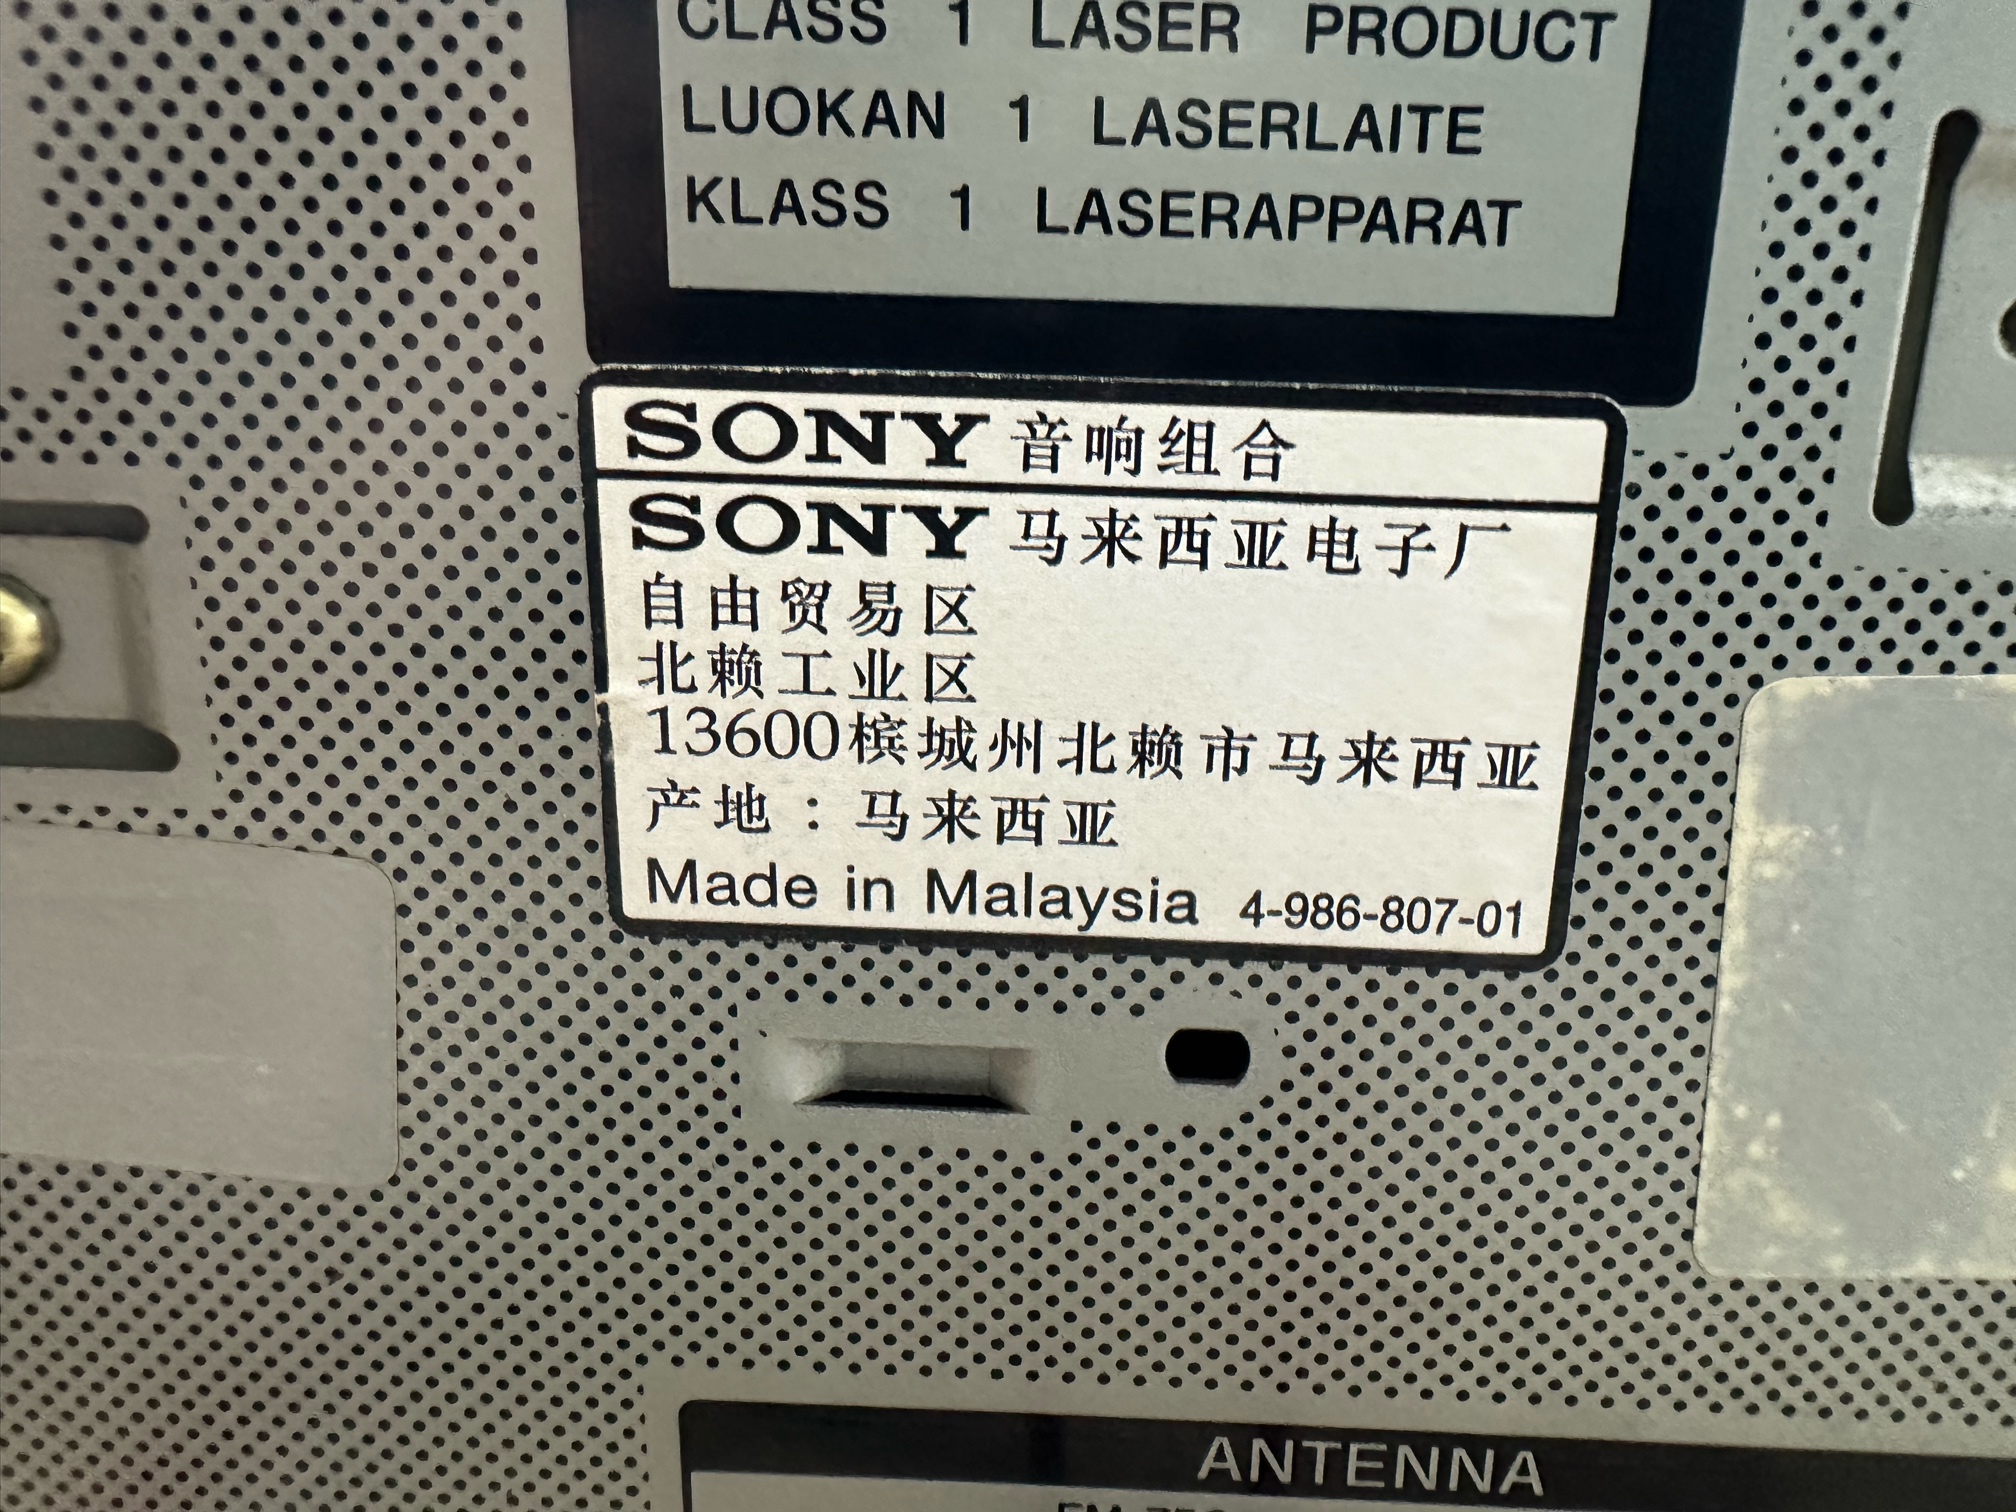 CLASS 1 LASER PRODUCT
LUOKAN 1 LASERLAITE
KLASS 1 LASERAPPARAT
SONY 音响组合
SONY 马来西亚电子厂
自由贸易区
北赖工业区
13600槟城州北赖市马来西亚
产地：马来西亚
Made in Malaysia 4-986-807-01
ANTENNA